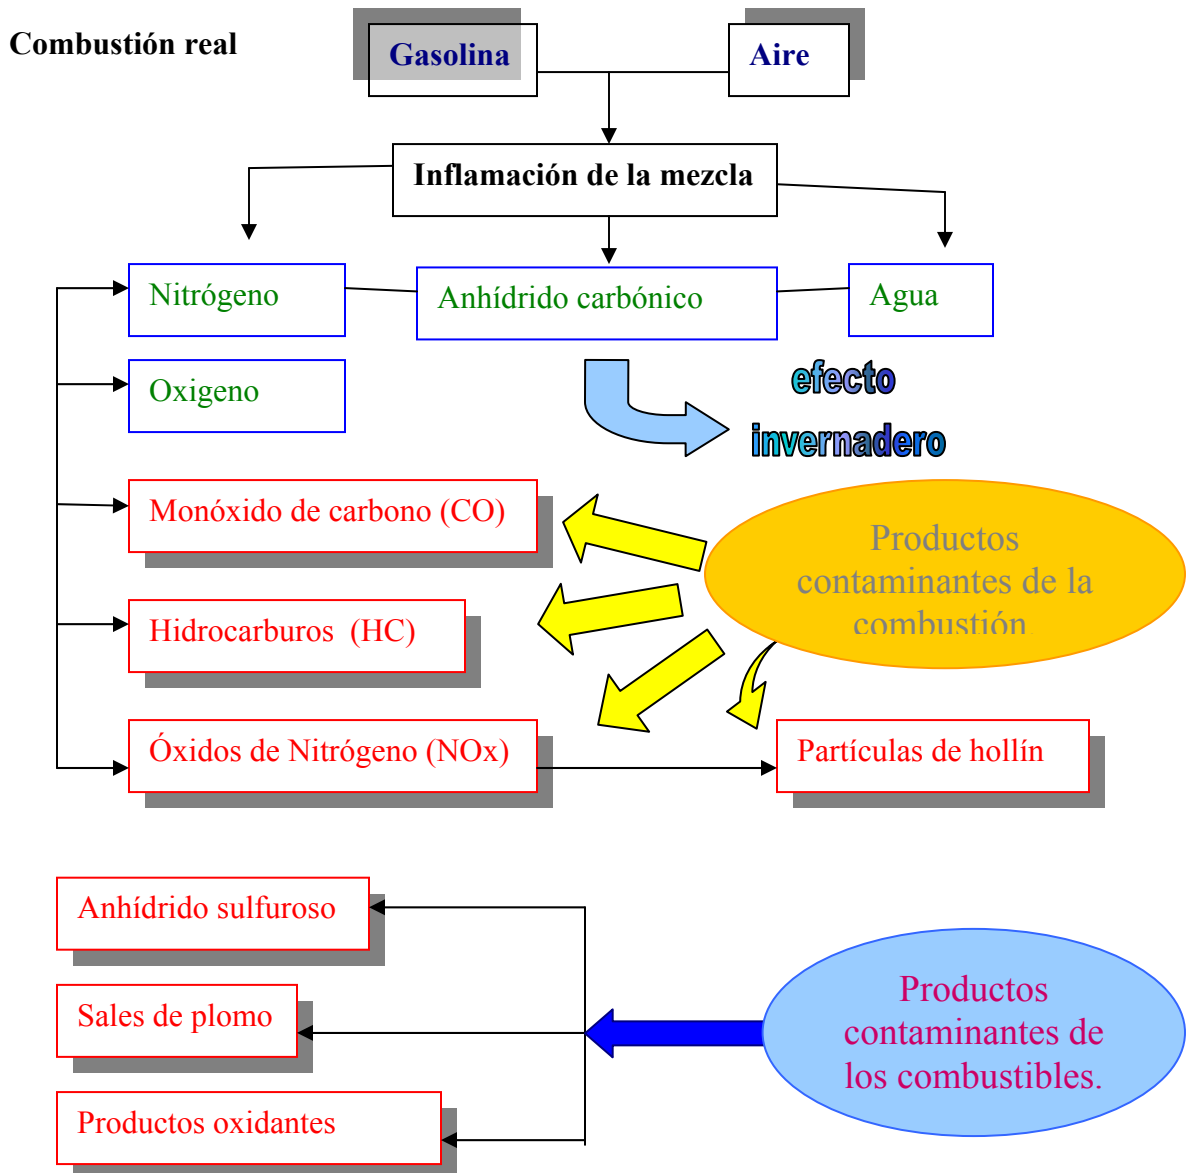 Combustión real
Gasolina
Aire
Inflamación de la mezcla
Nitrógeno
Anhídrido carbónico
Agua
Oxigeno
efecto
invernadero
Monóxido de carbono (CO)
Productos
contaminantes de la
combustión
Hidrocarburos (HC)
Óxidos de Nitrógeno (NOx)
Partículas de hollín
Anhídrido sulfuroso
Sales de plomo
Productos
contaminantes de
los combustibles.
Productos oxidantes